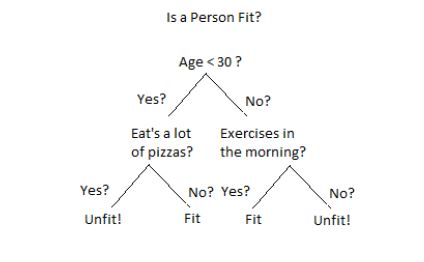 Is a Person Fit?
Age < 30 ?
Yes?
No?
Eat's a lot
of pizzas?
Exercises in
the morning?
Yes?
No?
Yes?
No?
Unfit!
Fit
Fit
Unfit!